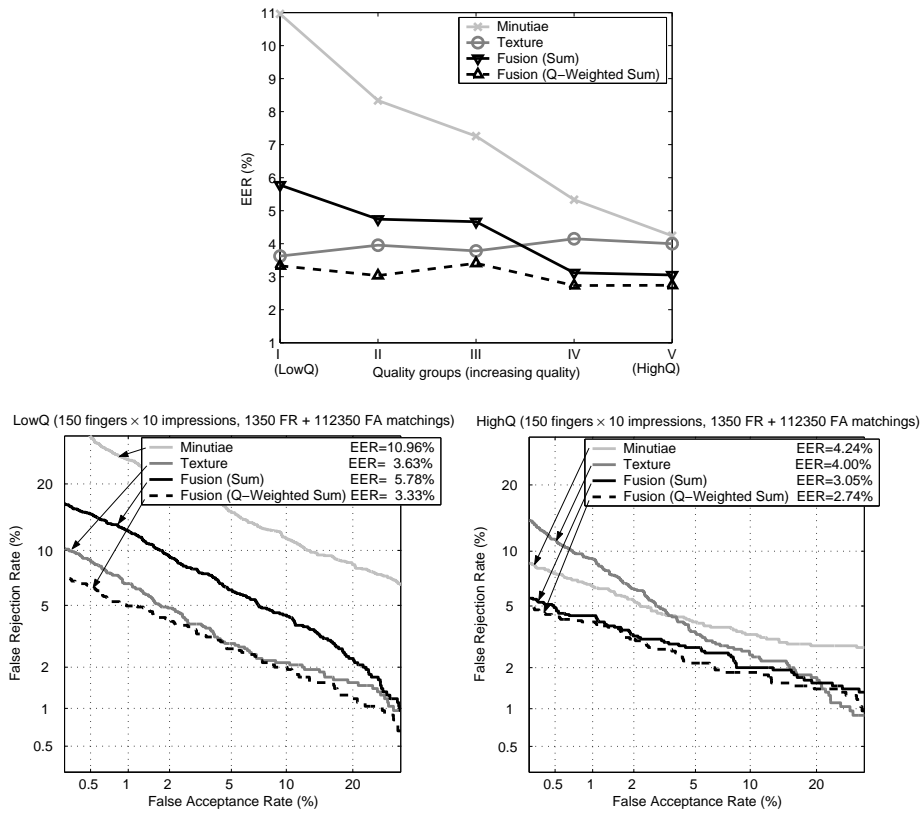 11
10
9
8
7
6
5
4
3
2
1
EER (%)
Minutiae
Texture
Fusion (Sum)
Fusion (Q−Weighted Sum)
I II III IV V
(LowQ) Quality groups (increasing quality) (HighQ)
LowQ (150 fingers × 10 impressions, 1350 FR + 112350 FA matchings)
Minutiae EER=10.96%
Texture EER= 3.63%
Fusion (Sum) EER= 5.78%
Fusion (Q−Weighted Sum) EER= 3.33%
20
10
5
2
1
0.5
False Rejection Rate (%)
0.5 1 2 5 10 20
False Acceptance Rate (%)
HighQ (150 fingers × 10 impressions, 1350 FR + 112350 FA matchings)
Minutiae EER=4.24%
Texture EER=4.00%
Fusion (Sum) EER=3.05%
Fusion (Q−Weighted Sum) EER=2.74%
20
10
5
2
1
0.5
False Rejection Rate (%)
0.5 1 2 5 10 20
False Acceptance Rate (%)